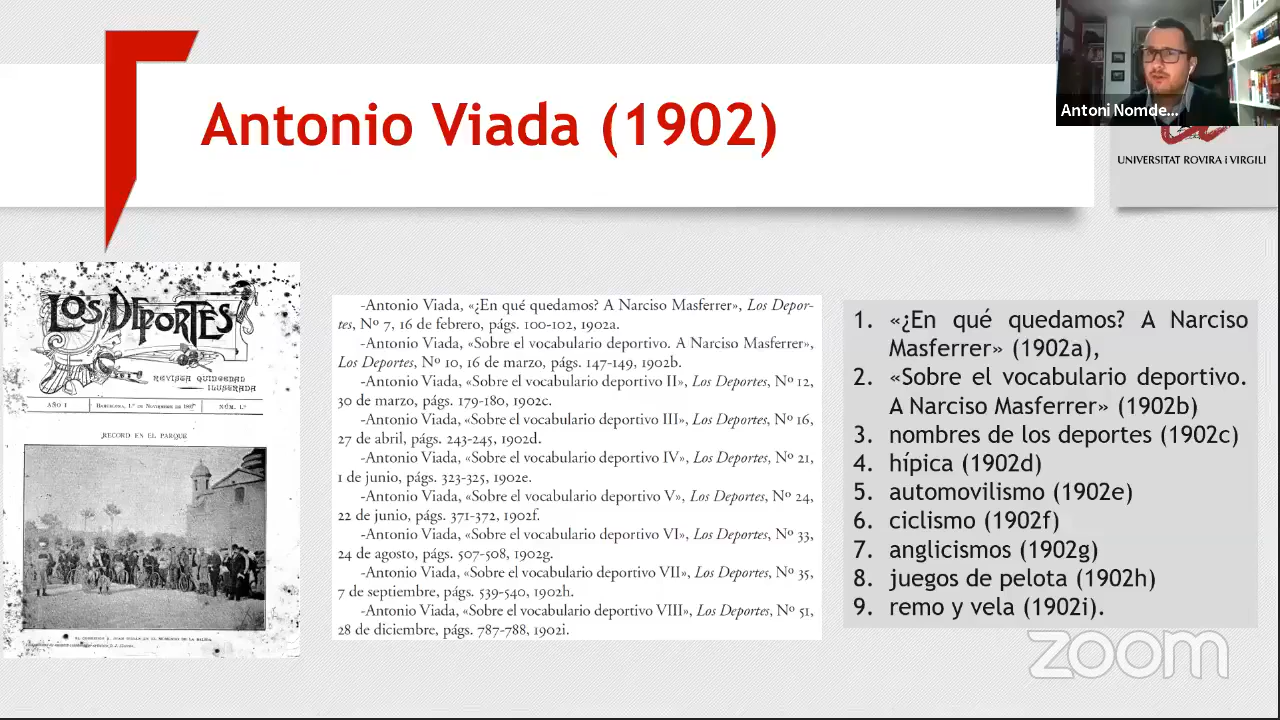 Antonio Viada (1902)
Antoni Nomde...
UNIVERSITAT ROVIRA i VIRGILI
LOS DEPORTES
REVISTA QUINCENAL
ILUSTRADA
AÑO I
BARCELONA, 1.º DE NOVIEMBRE DE 1897
NÚM. 1.º
RECORD EN EL PARQUE
-Antonio Viada, «¿En qué quedamos? A Narciso Masferrer», Los Depor-
tes, Nº 7, 16 de febrero, págs. 100-102, 1902a.
-Antonio Viada, «Sobre el vocabulario deportivo. A Narciso Masferrer»,
Los Deportes, Nº 10, 16 de marzo, págs. 147-149, 1902b.
-Antonio Viada, «Sobre el vocabulario deportivo II», Los Deportes, Nº 12,
30 de marzo, págs. 179-180, 1902c.
-Antonio Viada, «Sobre el vocabulario deportivo III», Los Deportes, Nº 16,
27 de abril, págs. 243-245, 1902d.
-Antonio Viada, «Sobre el vocabulario deportivo IV», Los Deportes, Nº 21,
1 de junio, págs. 323-325, 1902e.
-Antonio Viada, «Sobre el vocabulario deportivo V», Los Deportes, Nº 24,
22 de junio, págs. 371-372, 1902f.
-Antonio Viada, «Sobre el vocabulario deportivo VI», Los Deportes, Nº 33,
24 de agosto, págs. 507-508, 1902g.
-Antonio Viada, «Sobre el vocabulario deportivo VII», Los Deportes, Nº 35,
7 de septiembre, págs. 539-540, 1902h.
-Antonio Viada, «Sobre el vocabulario deportivo VIII», Los Deportes, Nº 51,
28 de diciembre, págs. 787-788, 1902i.
1. «¿En qué quedamos? A Narciso
Masferrer» (1902a),
2. «Sobre el vocabulario deportivo.
A Narciso Masferrer» (1902b)
3. nombres de los deportes (1902c)
4. hípica (1902d)
5. automovilismo (1902e)
6. ciclismo (1902f)
7. anglicismos (1902g)
8. juegos de pelota (1902h)
9. remo y vela (1902i).
zoom